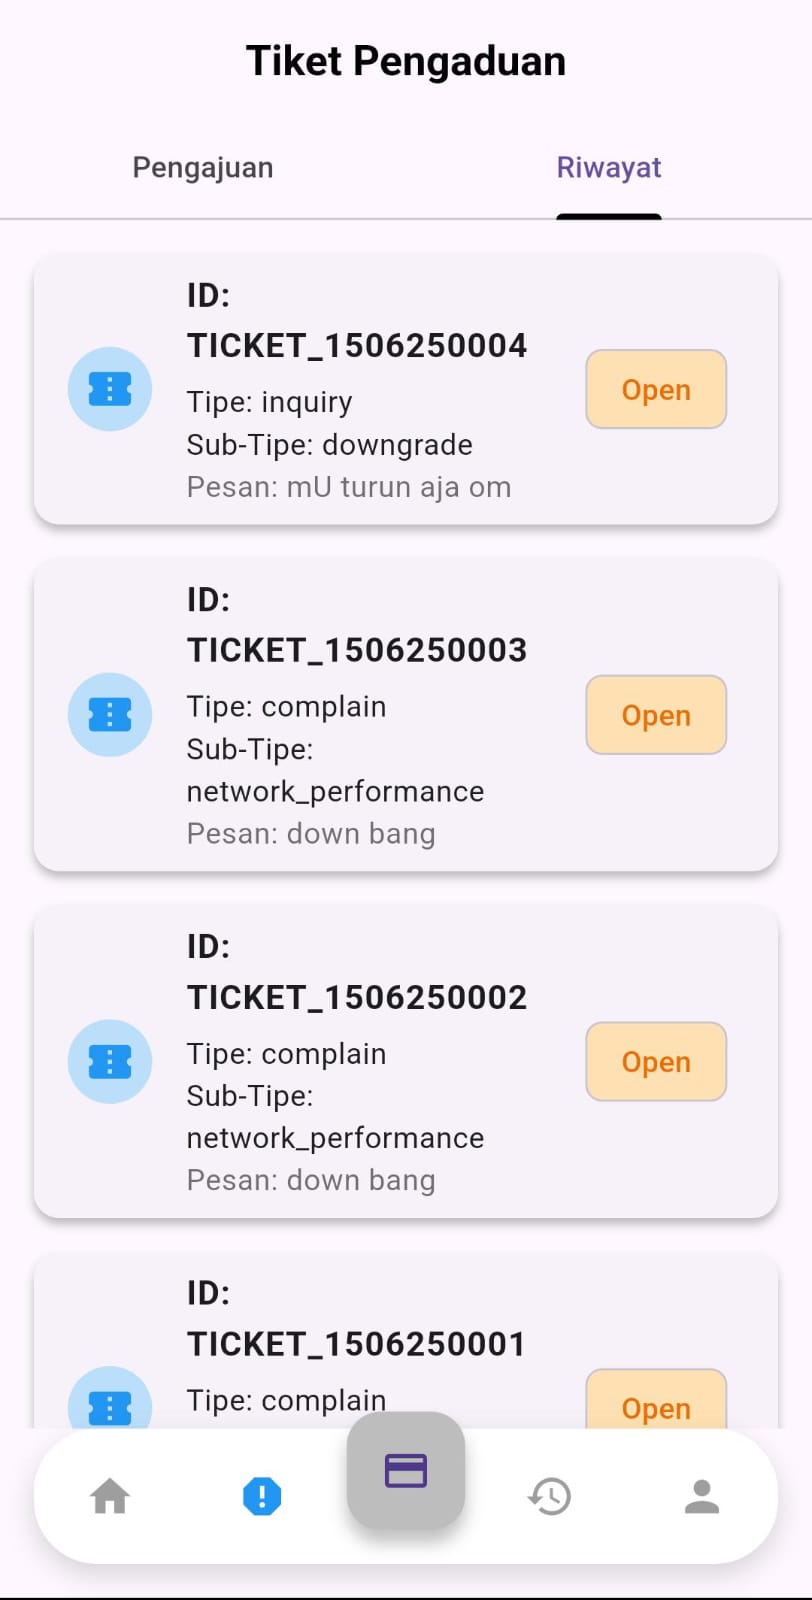 Tiket Pengaduan
Pengajuan
Riwayat
ID:
TICKET_1506250004
Tipe: inquiry
Sub-Tipe: downgrade
Pesan: mU turun aja om
Open
ID:
TICKET_1506250003
Tipe: complain
Sub-Tipe:
network_performance
Pesan: down bang
Open
ID:
TICKET_1506250002
Tipe: complain
Sub-Tipe:
network_performance
Pesan: down bang
Open
ID:
TICKET_1506250001
Tipe: complain
Open